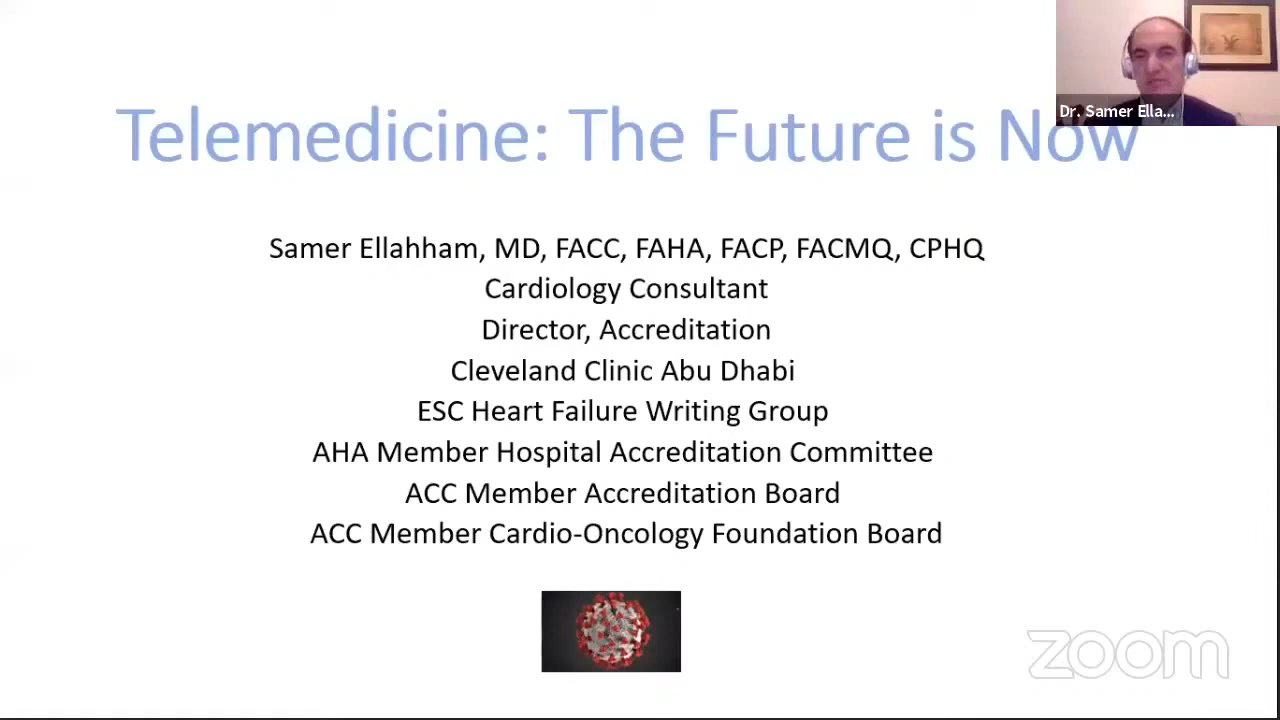 Dr. Samer Ella...
Telemedicine: The Future is Now
Samer Ellahham, MD, FACC, FAHA, FACP, FACMQ, CPHQ
Cardiology Consultant
Director, Accreditation
Cleveland Clinic Abu Dhabi
ESC Heart Failure Writing Group
AHA Member Hospital Accreditation Committee
ACC Member Accreditation Board
ACC Member Cardio-Oncology Foundation Board
zoom